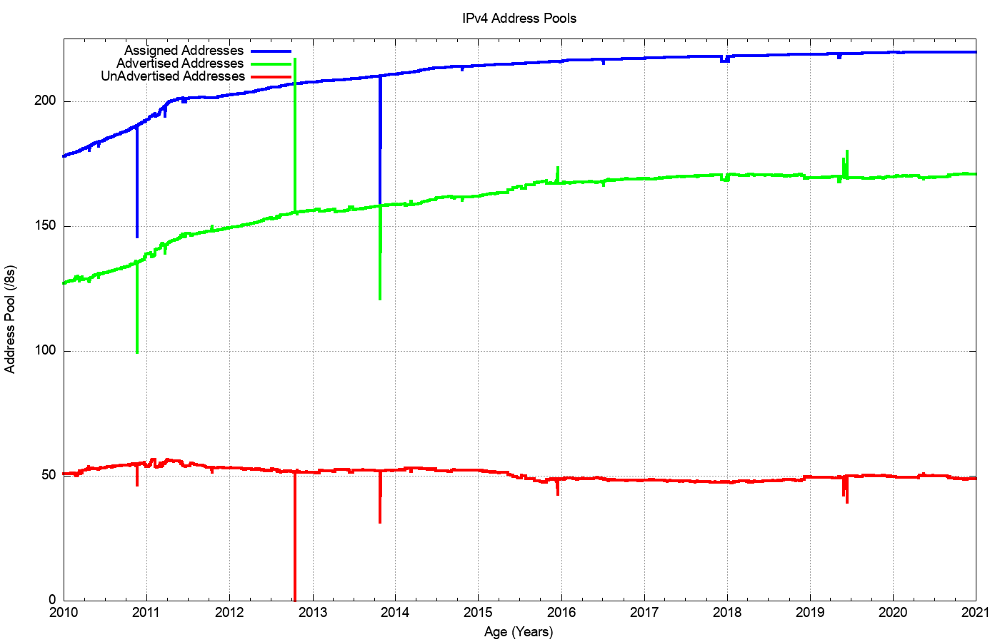 IPv4 Address Pools
Assigned Addresses
Advertised Addresses
UnAdvertised Addresses
200
150
100
50
0
Address Pool (/8s)
2010 2011 2012 2013 2014 2015 2016 2017 2018 2019 2020 2021
Age (Years)